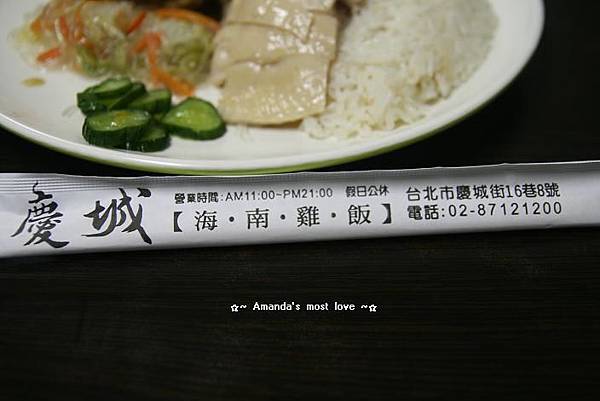 慶城
營業時間:AM11:00~PM21:00 假日公休
【海·南·雞·飯】
台北市慶城街16巷8號
電話:02-87121200
✩~ Amanda's most love ~✩